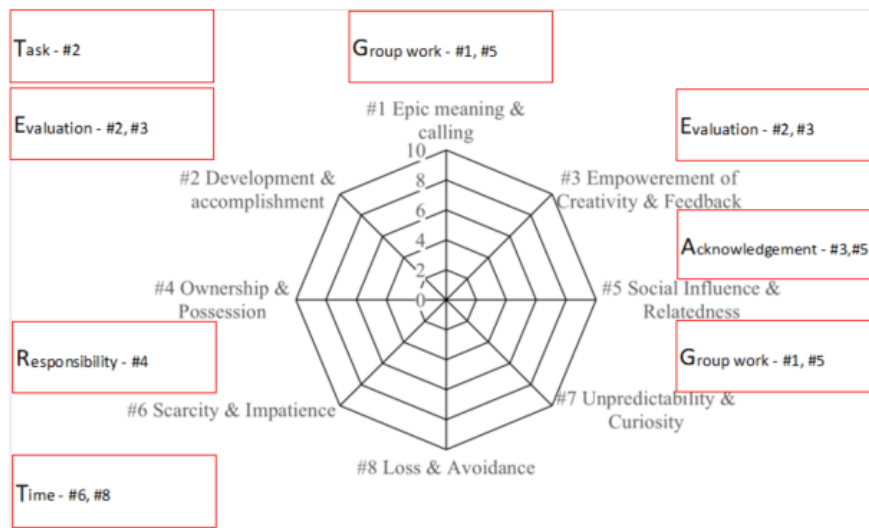 Task - #2
Group work - #1, #5
Evaluation - #2, #3
Evaluation - #2, #3
#1 Epic meaning &
calling
10
8
6
4
2
0
#2 Development &
accomplishment
#3 Empowerement of
Creativity & Feedback
Acknowledgement - #3,#5
#4 Ownership &
Possession
#5 Social Influence &
Relatedness
Responsibility - #4
Group work - #1, #5
#6 Scarcity & Impatience
#7 Unpredictability &
Curiosity
#8 Loss & Avoidance
Time - #6, #8